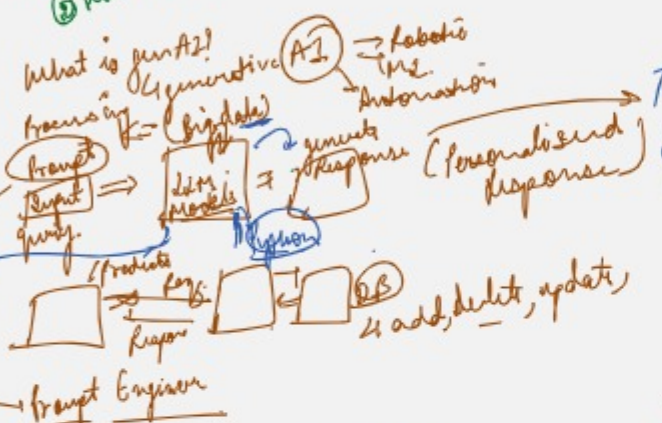 What is genAI?
generative AI
Robotic
ML
Automation
Processing
(Big data)
Prompt
Input
query.
LLM
Models
generate
Response
(Personalised
Response)
Python
Products
Req.
Respone
DB
add, delete, update,
Prompt Engineer